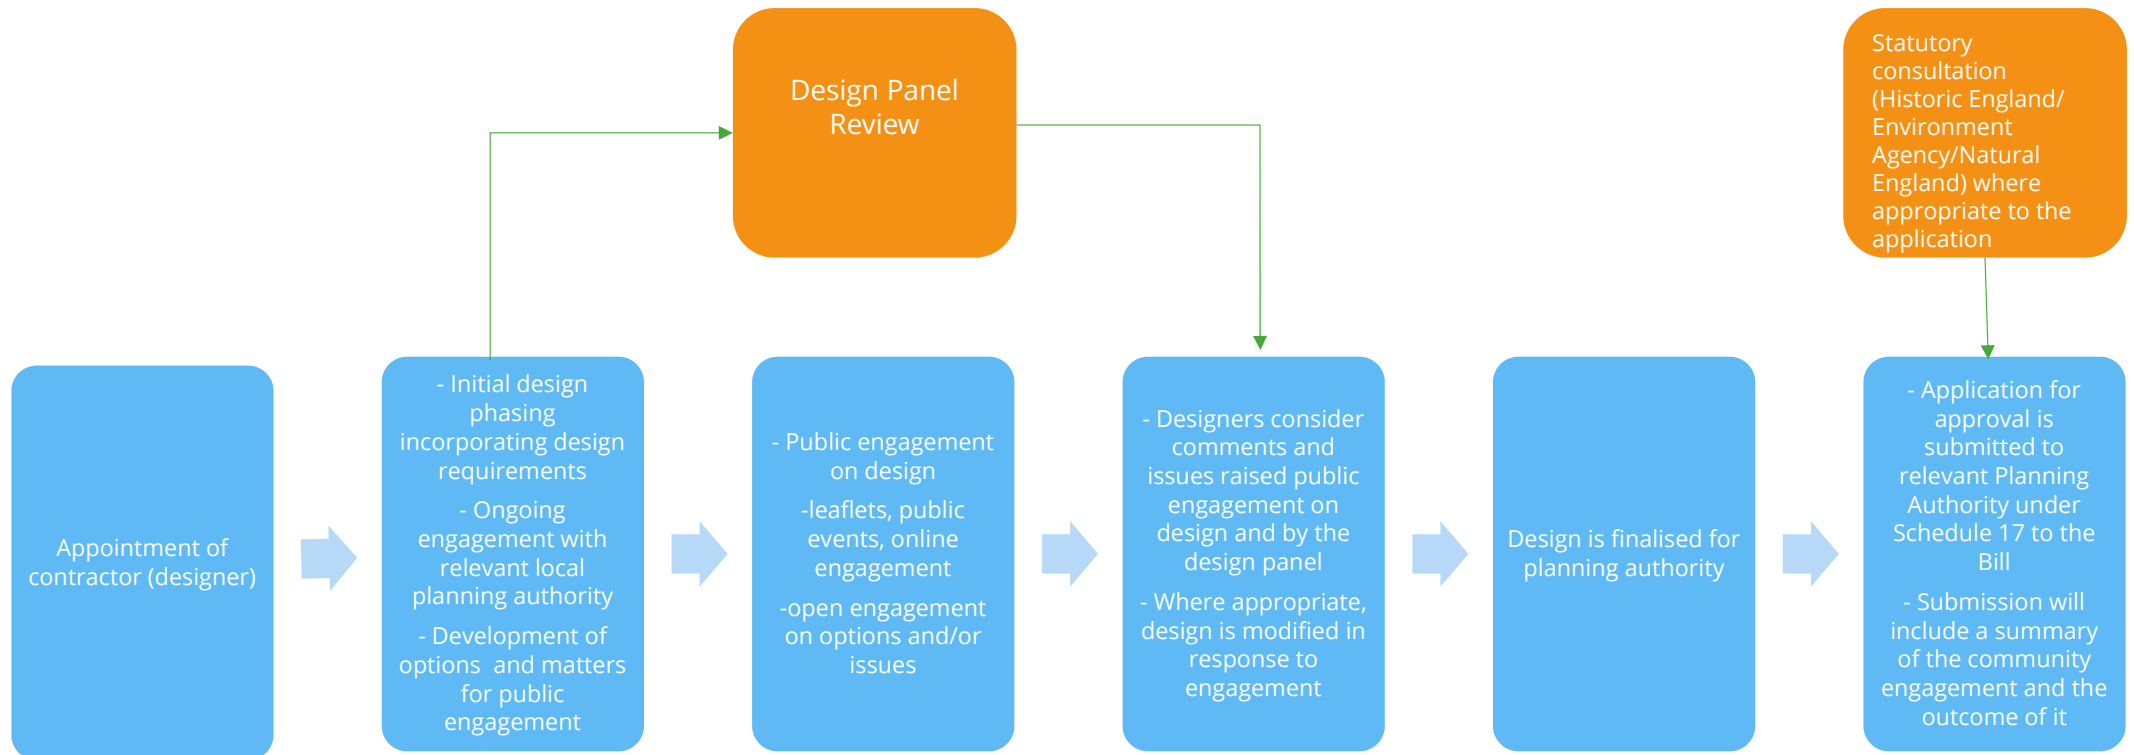 Design Panel
Review
Statutory
consultation
(Historic England/
Environment
Agency/Natural
England) where
appropriate to the
application
Appointment of
contractor (designer)
- Initial design
phasing
incorporating design
requirements
- Ongoing
engagement with
relevant local
planning authority
- Development of
options  and matters
for public
engagement
- Public engagement
on design
-leaflets, public
events, online
engagement
-open engagement
on options and/or
issues
- Designers consider
comments and
issues raised public
engagement on
design and by the
design panel
- Where appropriate,
design is modified in
response to
engagement
Design is finalised for
planning authority
- Application for
approval is
submitted to
relevant Planning
Authority under
Schedule 17 to the
Bill
- Submission will
include a summary
of the community
engagement and the
outcome of it